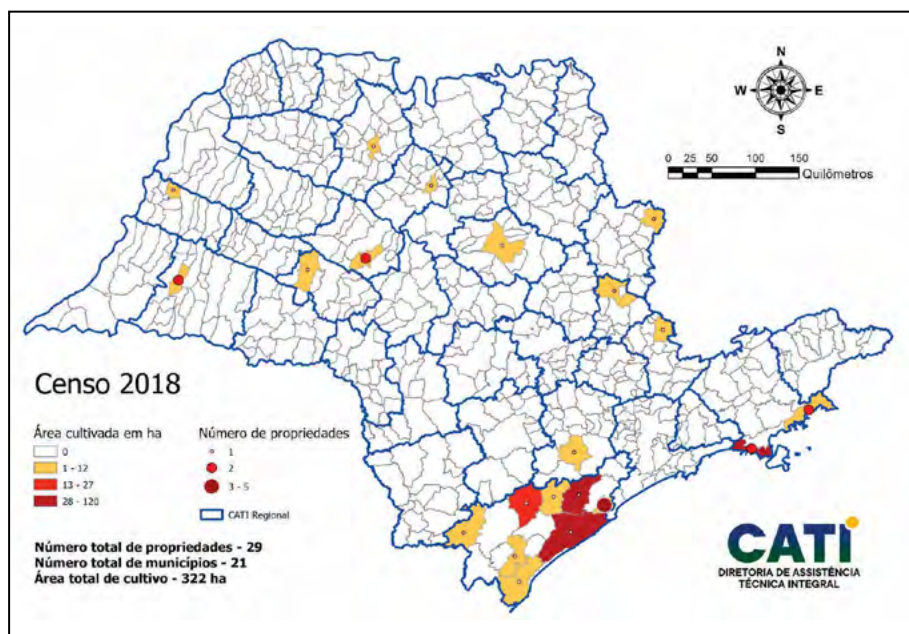 N
W E
S
0 25 50 100 150
Quilômetros
Censo 2018
Área cultivada em ha
0
1 - 12
13 - 27
28 - 120
Número de propriedades
1
2
3 - 5
CATI Regional
Número total de propriedades - 29
Número total de municípios - 21
Área total de cultivo - 322 ha
CATI
DIRETORIA DE ASSISTÊNCIA
TÉCNICA INTEGRAL